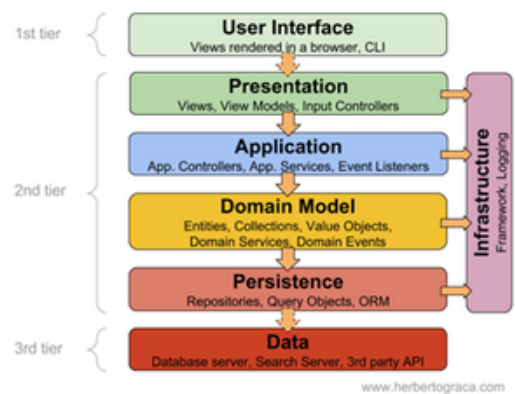 1st tier
User Interface
Views rendered in a browser, CLI
2nd tier
Presentation
Views, View Models, Input Controllers
Application
App. Controllers, App. Services, Event Listeners
Domain Model
Entities, Collections, Value Objects,
Domain Services, Domain Events
Persistence
Repositories, Query Objects, ORM
Infrastructure
Framework, Logging
3rd tier
Data
Database server, Search Server, 3rd party API
www.herbertograca.com